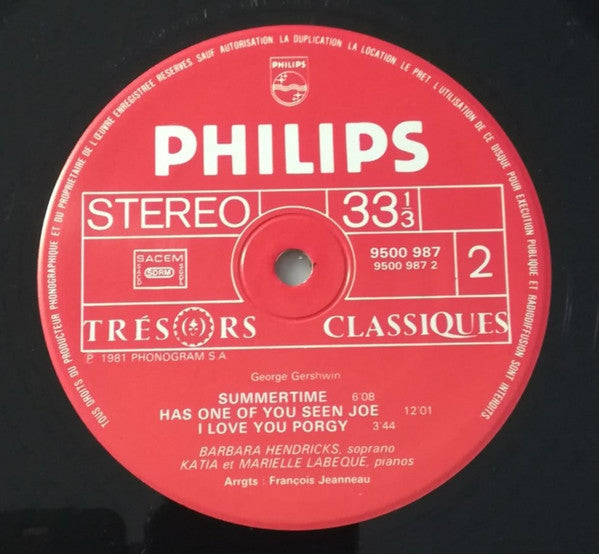 TOUS DROITS DU PRODUCTEUR PHONOGRAPHIQUE ET DU PROPRIETAIRE DE L'ŒUVRE ENREGISTREE RESERVES SAUF AUTORISATION LA DUPLICATION, LA LOCATION, LE PRET, L'UTILISATION DE CE DISQUE POUR EXECUTION PUBLIQUE ET RADIODIFFUSION SONT INTERDITS.
PHILIPS
PHILIPS
STEREO 33 1/3
SACEM
SDRM
SACD
9500 987
9500 987 2
2
TRÉSORS CLASSIQUES
P. 1981 PHONOGRAM S.A.
George Gershwin
SUMMERTIME 6'08
HAS ONE OF YOU SEEN JOE 12'01
I LOVE YOU PORGY 3'44
BARBARA HENDRICKS, soprano
KATIA et MARIELLE LABEQUE, pianos
Arrgts : François Jeanneau